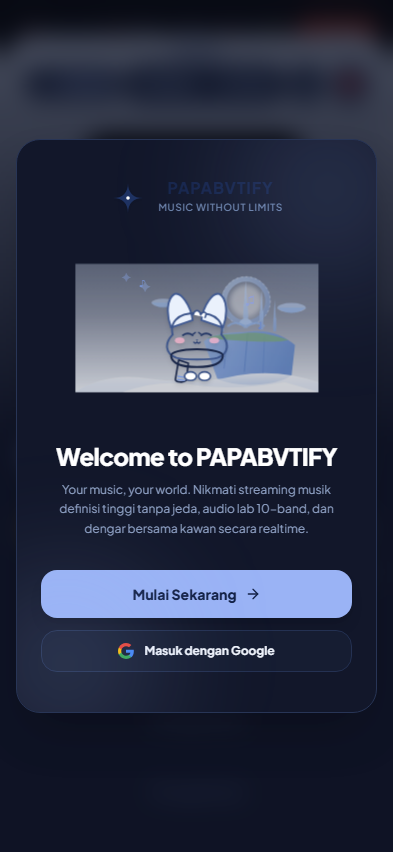 PAPABVTIFY
MUSIC WITHOUT LIMITS
Welcome to PAPABVTIFY
Your music, your world. Nikmati streaming musik
definisi tinggi tanpa jeda, audio lab 10-band, dan
dengar bersama kawan secara realtime.
Mulai Sekarang →
Masuk dengan Google